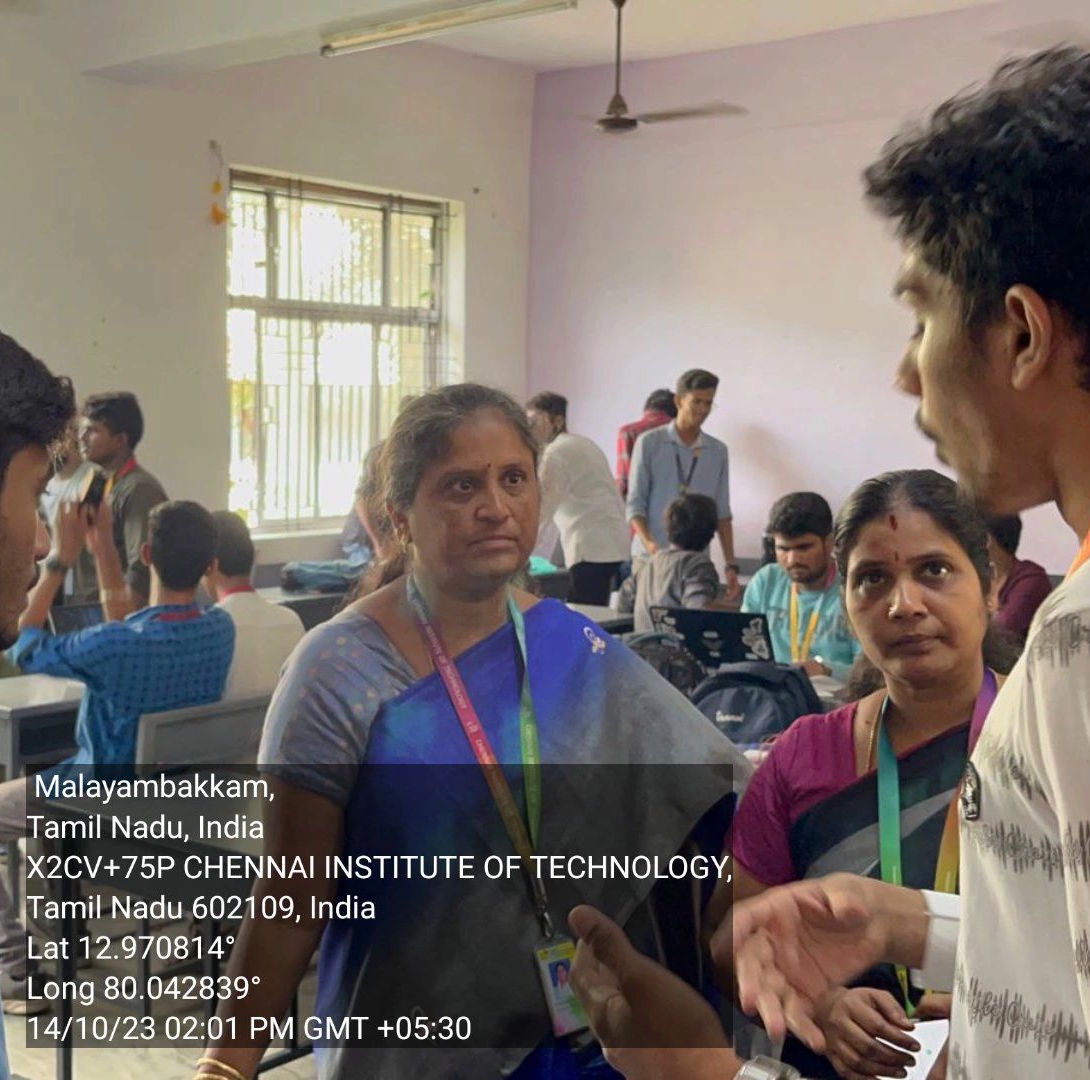 Malayambakkam,
Tamil Nadu, India
X2CV+75P CHENNAI INSTITUTE OF TECHNOLOGY,
Tamil Nadu 602109, India
Lat 12.970814°
Long 80.042839°
14/10/23 02:01 PM GMT +05:30